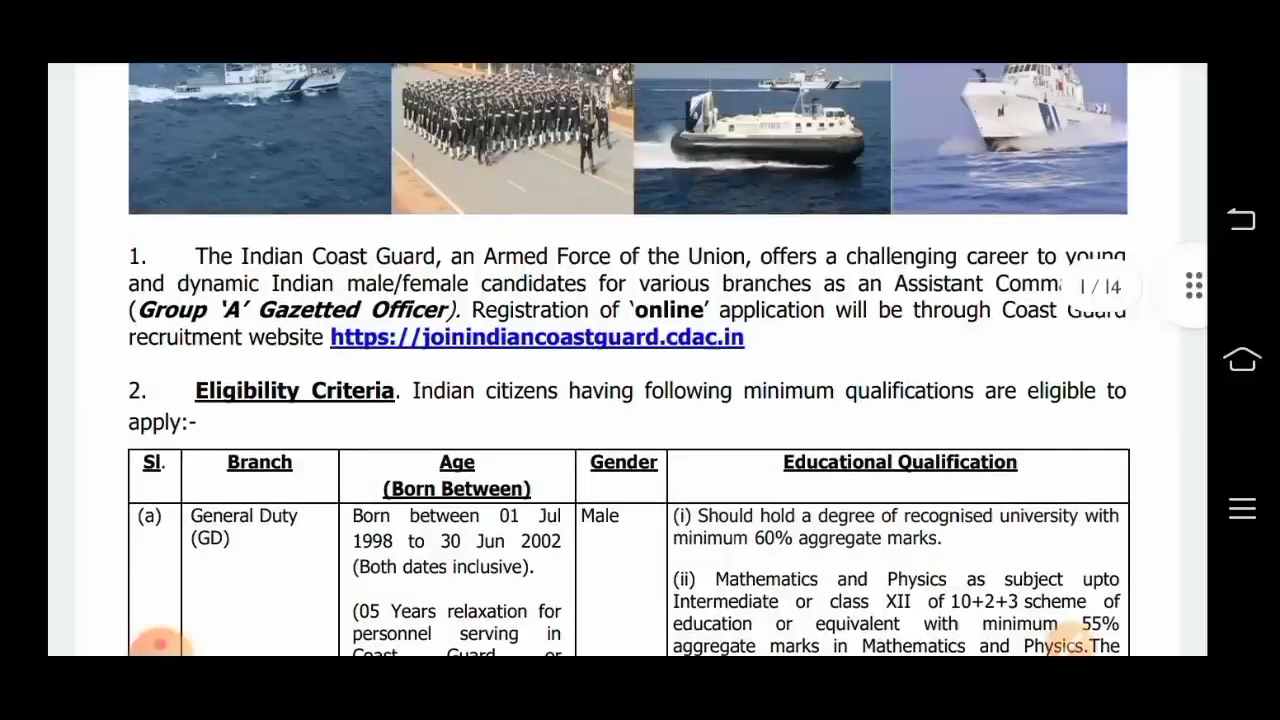 1. The Indian Coast Guard, an Armed Force of the Union, offers a challenging career to young
and dynamic Indian male/female candidates for various branches as an Assistant Comm
1 / 14
(Group ‘A’ Gazetted Officer). Registration of ‘online’ application will be through Coast Guard
recruitment website https://joinindiancoastguard.cdac.in
2. Eligibility Criteria. Indian citizens having following minimum qualifications are eligible to
apply:-
Sl. Branch Age Gender Educational Qualification
(Born Between)
(a) General Duty
(GD)
Born between 01 Jul
1998 to 30 Jun 2002
(Both dates inclusive).
(05 Years relaxation for
personnel serving in
Coast Guard or
Male
(i) Should hold a degree of recognised university with
minimum 60% aggregate marks.
(ii) Mathematics and Physics as subject upto
Intermediate or class XII of 10+2+3 scheme of
education or equivalent with minimum 55%
aggregate marks in Mathematics and Physics.The